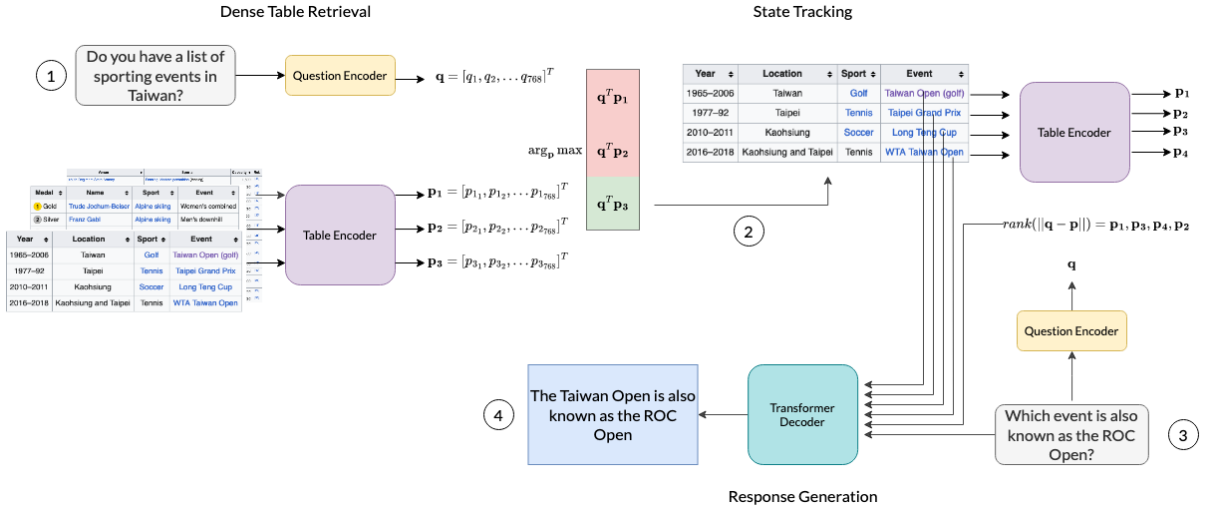 Dense Table Retrieval
State Tracking
1
Do you have a list of
sporting events in
Taiwan?
Question Encoder
q = [q₁, q₂, … q₇₆₈]ᵀ
qᵀp₁
arg_p max
qᵀp₂
qᵀp₃
Medal Name Sport Event
1 Gold Trude Jochum-Beiser Alpine skiing Women's combined
2 Silver Franz Gabl Alpine skiing Men's downhill
Year Location Sport Event
1965–2006 Taiwan Golf Taiwan Open (golf)
1977–92 Taipei Tennis Taipei Grand Prix
2010–2011 Kaohsiung Soccer Long Teng Cup
2016–2018 Kaohsiung and Taipei Tennis WTA Taiwan Open
Table Encoder
p₁ = [p₁₁, p₁₂, … p₁₇₆₈]ᵀ
p₂ = [p₂₁, p₂₂, … p₂₇₆₈]ᵀ
p₃ = [p₃₁, p₃₂, … p₃₇₆₈]ᵀ
2
Year Location Sport Event
1965–2006 Taiwan Golf Taiwan Open (golf)
1977–92 Taipei Tennis Taipei Grand Prix
2010–2011 Kaohsiung Soccer Long Teng Cup
2016–2018 Kaohsiung and Taipei Tennis WTA Taiwan Open
Table Encoder
p₁
p₂
p₃
p₄
rank(||q − p||) = p₁, p₃, p₄, p₂
q
Question Encoder
Which event is also
known as the ROC
Open?
3
Transformer
Decoder
4
The Taiwan Open is also
known as the ROC
Open
Response Generation